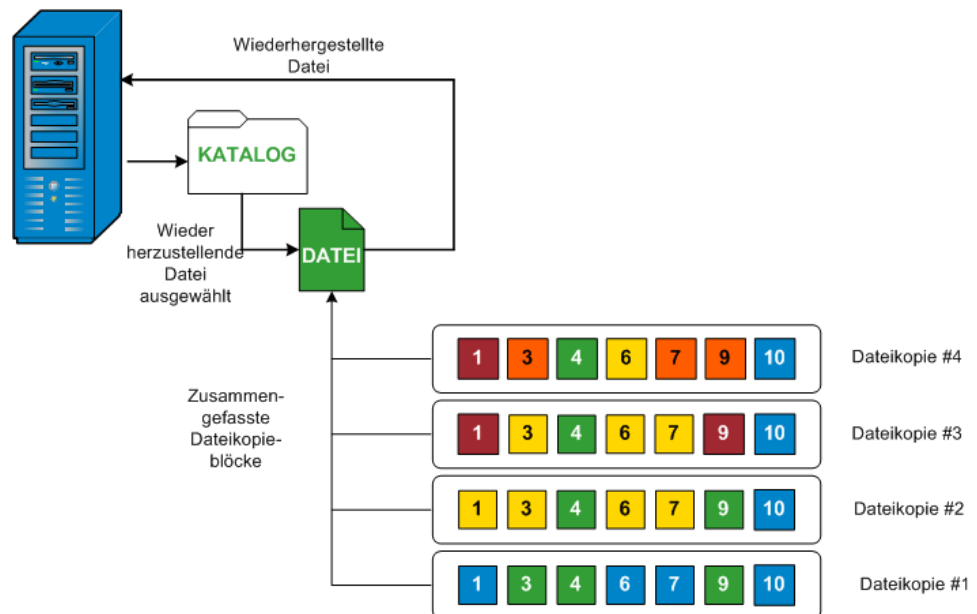 Wiederhergestellte
Datei
KATALOG
Wieder
herzustellende
Datei
ausgewählt
DATEI
Zusammen-
gefasste
Dateikopie-
blöcke
1 3 4 6 7 9 10 Dateikopie #4
1 3 4 6 7 9 10 Dateikopie #3
1 3 4 6 7 9 10 Dateikopie #2
1 3 4 6 7 9 10 Dateikopie #1